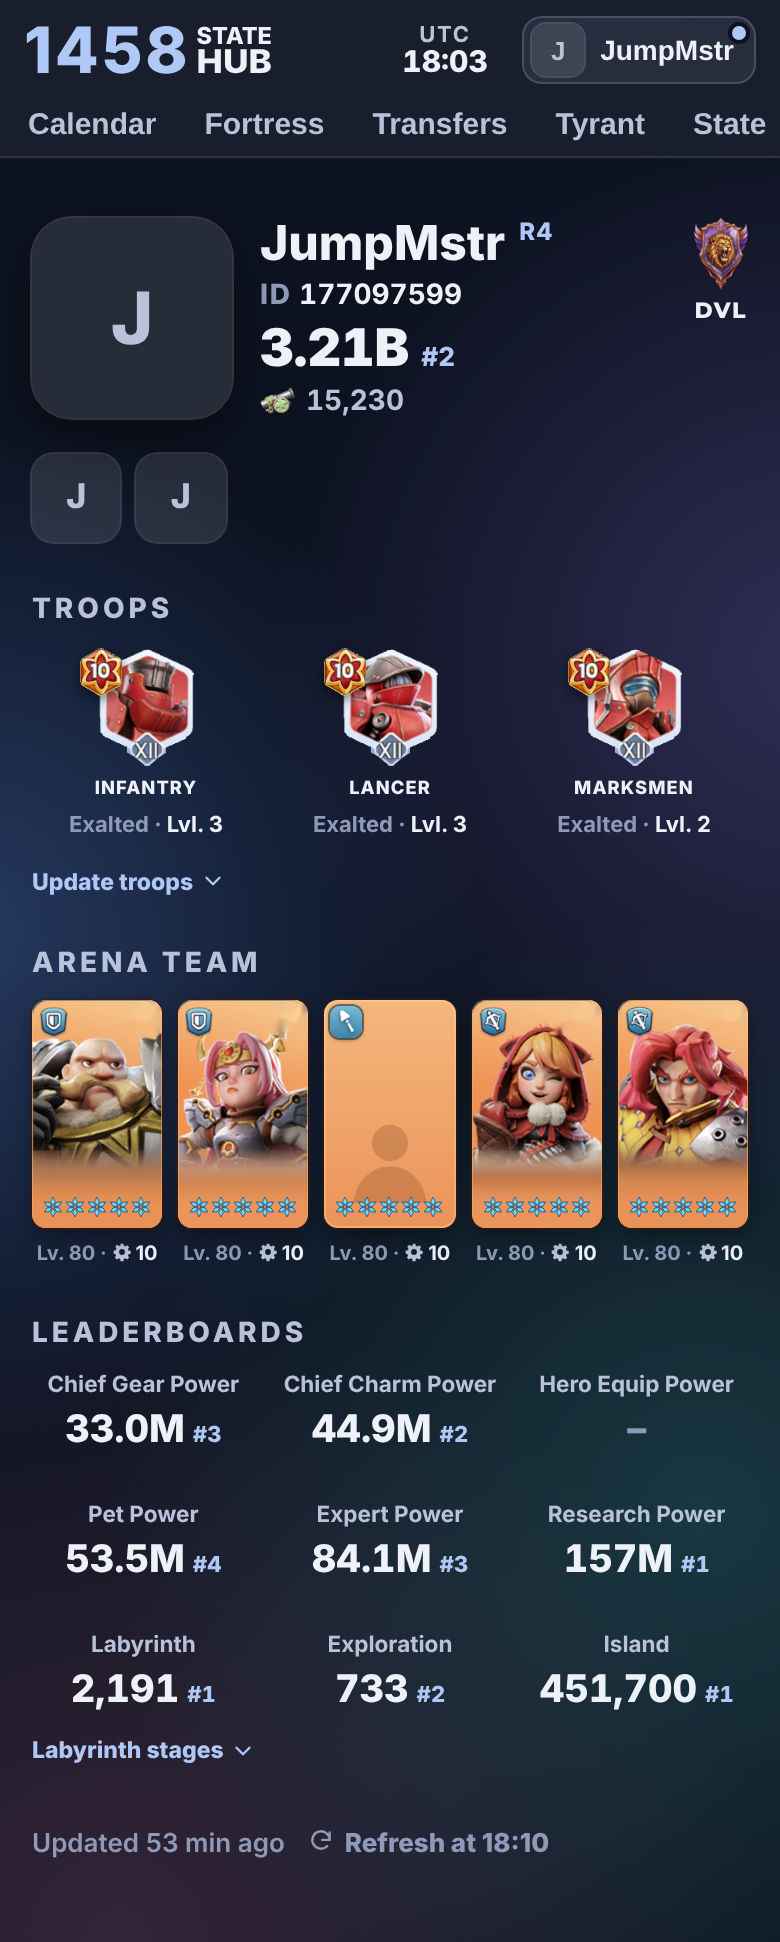 1458 STATE HUB
UTC
18:03
J JumpMstr
Calendar Fortress Transfers Tyrant State
J
JumpMstr R4
ID 177097599
3.21B #2
15,230
DVL
J J
TROOPS
10 10 10
XII XII XII
INFANTRY LANCER MARKSMEN
Exalted · Lvl. 3 Exalted · Lvl. 3 Exalted · Lvl. 2
Update troops
ARENA TEAM
Lv. 80 · 10 Lv. 80 · 10 Lv. 80 · 10 Lv. 80 · 10 Lv. 80 · 10
LEADERBOARDS
Chief Gear Power Chief Charm Power Hero Equip Power
33.0M #3 44.9M #2 –
Pet Power Expert Power Research Power
53.5M #4 84.1M #3 157M #1
Labyrinth Exploration Island
2,191 #1 733 #2 451,700 #1
Labyrinth stages
Updated 53 min ago Refresh at 18:10